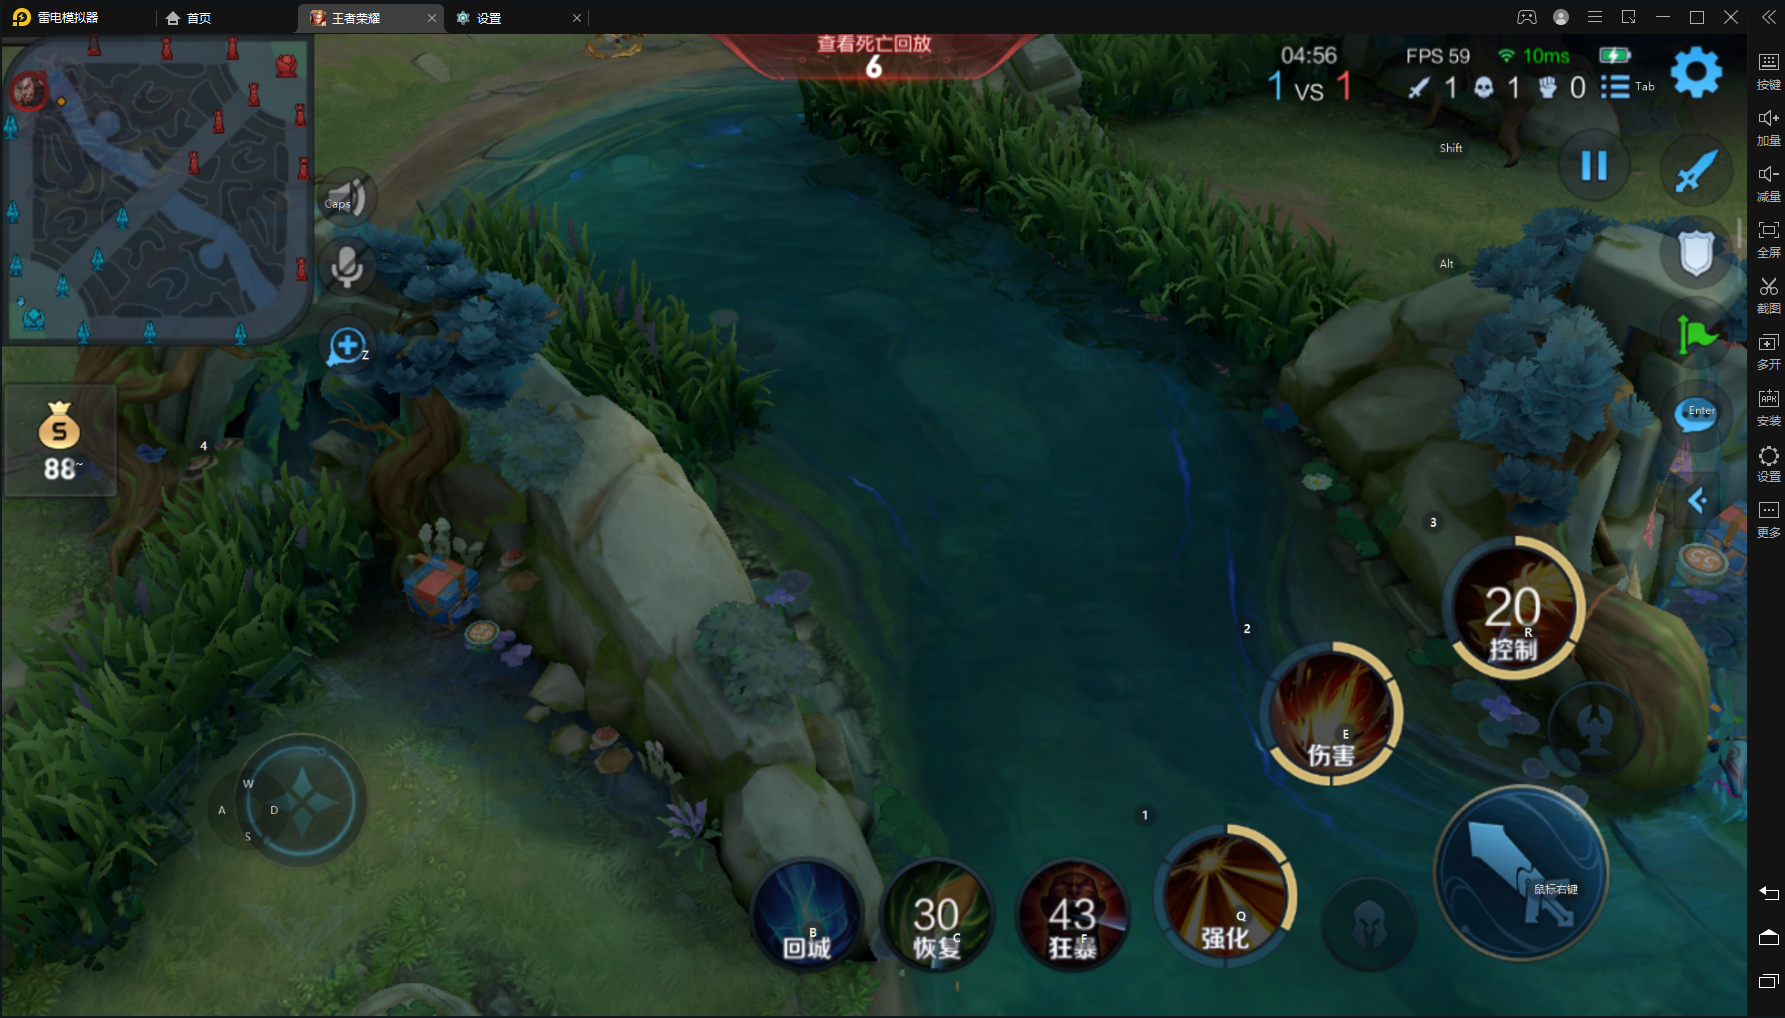 雷电模拟器
首页
王者荣耀
设置
查看死亡回放
6
04:56
FPS 59
10ms
1 VS 1
1
1
0
Tab
Shift
Caps
Alt
Z
Enter
88~
4
3
2
1
20
R
控制
E
伤害
W
A
D
S
B
回城
30
C
恢复
43
F
狂暴
Q
强化
鼠标右键
按键
加量
减量
全屏
截图
多开
APK
安装
设置
更多